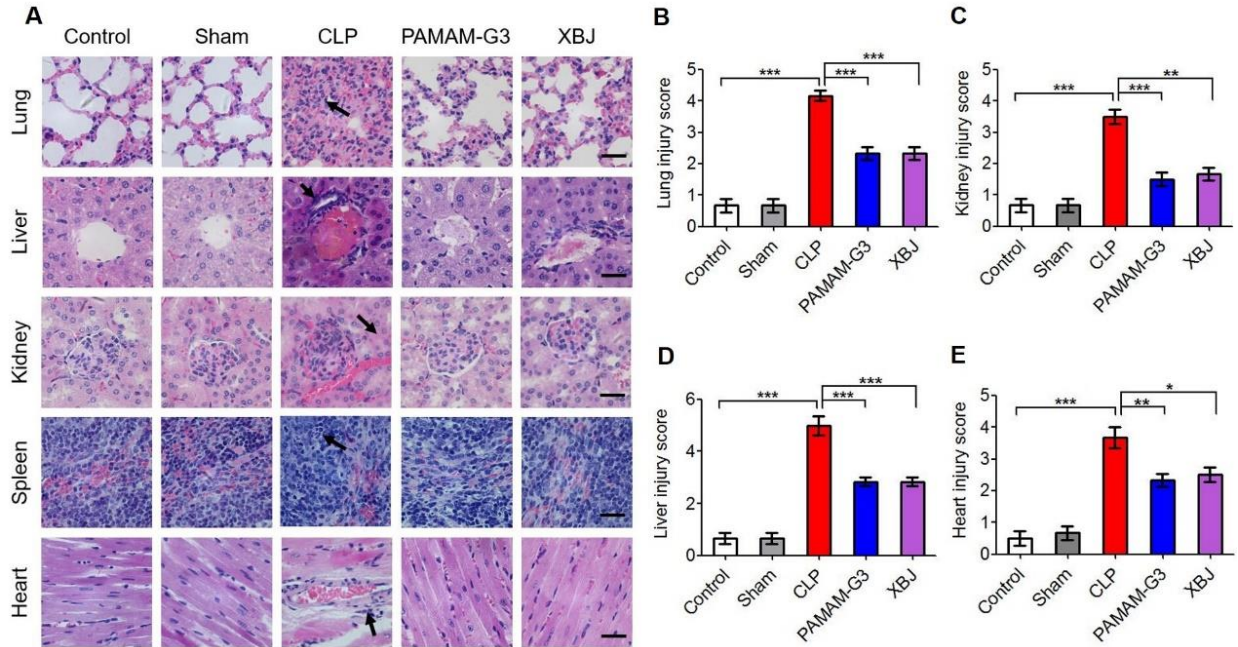 A
Control Sham CLP PAMAM-G3 XBJ
Lung
Liver
Kidney
Spleen
Heart
B
Lung injury score
5
4
3
2
1
0
*** *** ***
Control Sham CLP PAMAM-G3 XBJ
C
Kidney injury score
5
4
3
2
1
0
*** *** **
Control Sham CLP PAMAM-G3 XBJ
D
Liver injury score
6
4
2
0
*** *** ***
Control Sham CLP PAMAM-G3 XBJ
E
Heart injury score
5
4
3
2
1
0
*** ** *
Control Sham CLP PAMAM-G3 XBJ